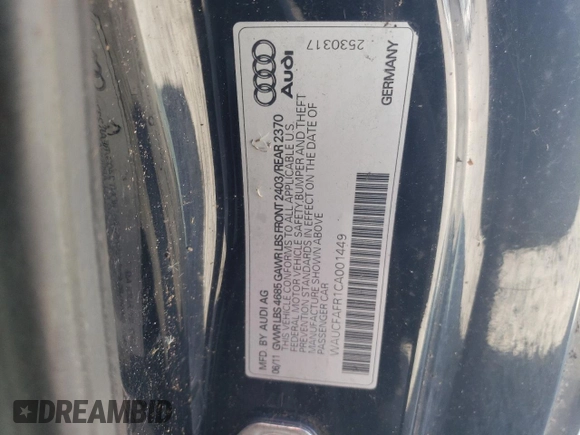 Audi
2530317
GERMANY
MFD BY AUDI AG
06/11 GVWR LBS 4685 GAWR LBS FRONT 2403/REAR 2370
THIS VEHICLE CONFORMS TO ALL APPLICABLE U.S.
FEDERAL MOTOR VEHICLE SAFETY, BUMPER AND THEFT
PREVENTION STANDARDS IN EFFECT ON THE DATE OF
MANUFACTURE SHOWN ABOVE
PASSENGER CAR
WAUCFAFR1CA001449
DREAMBID